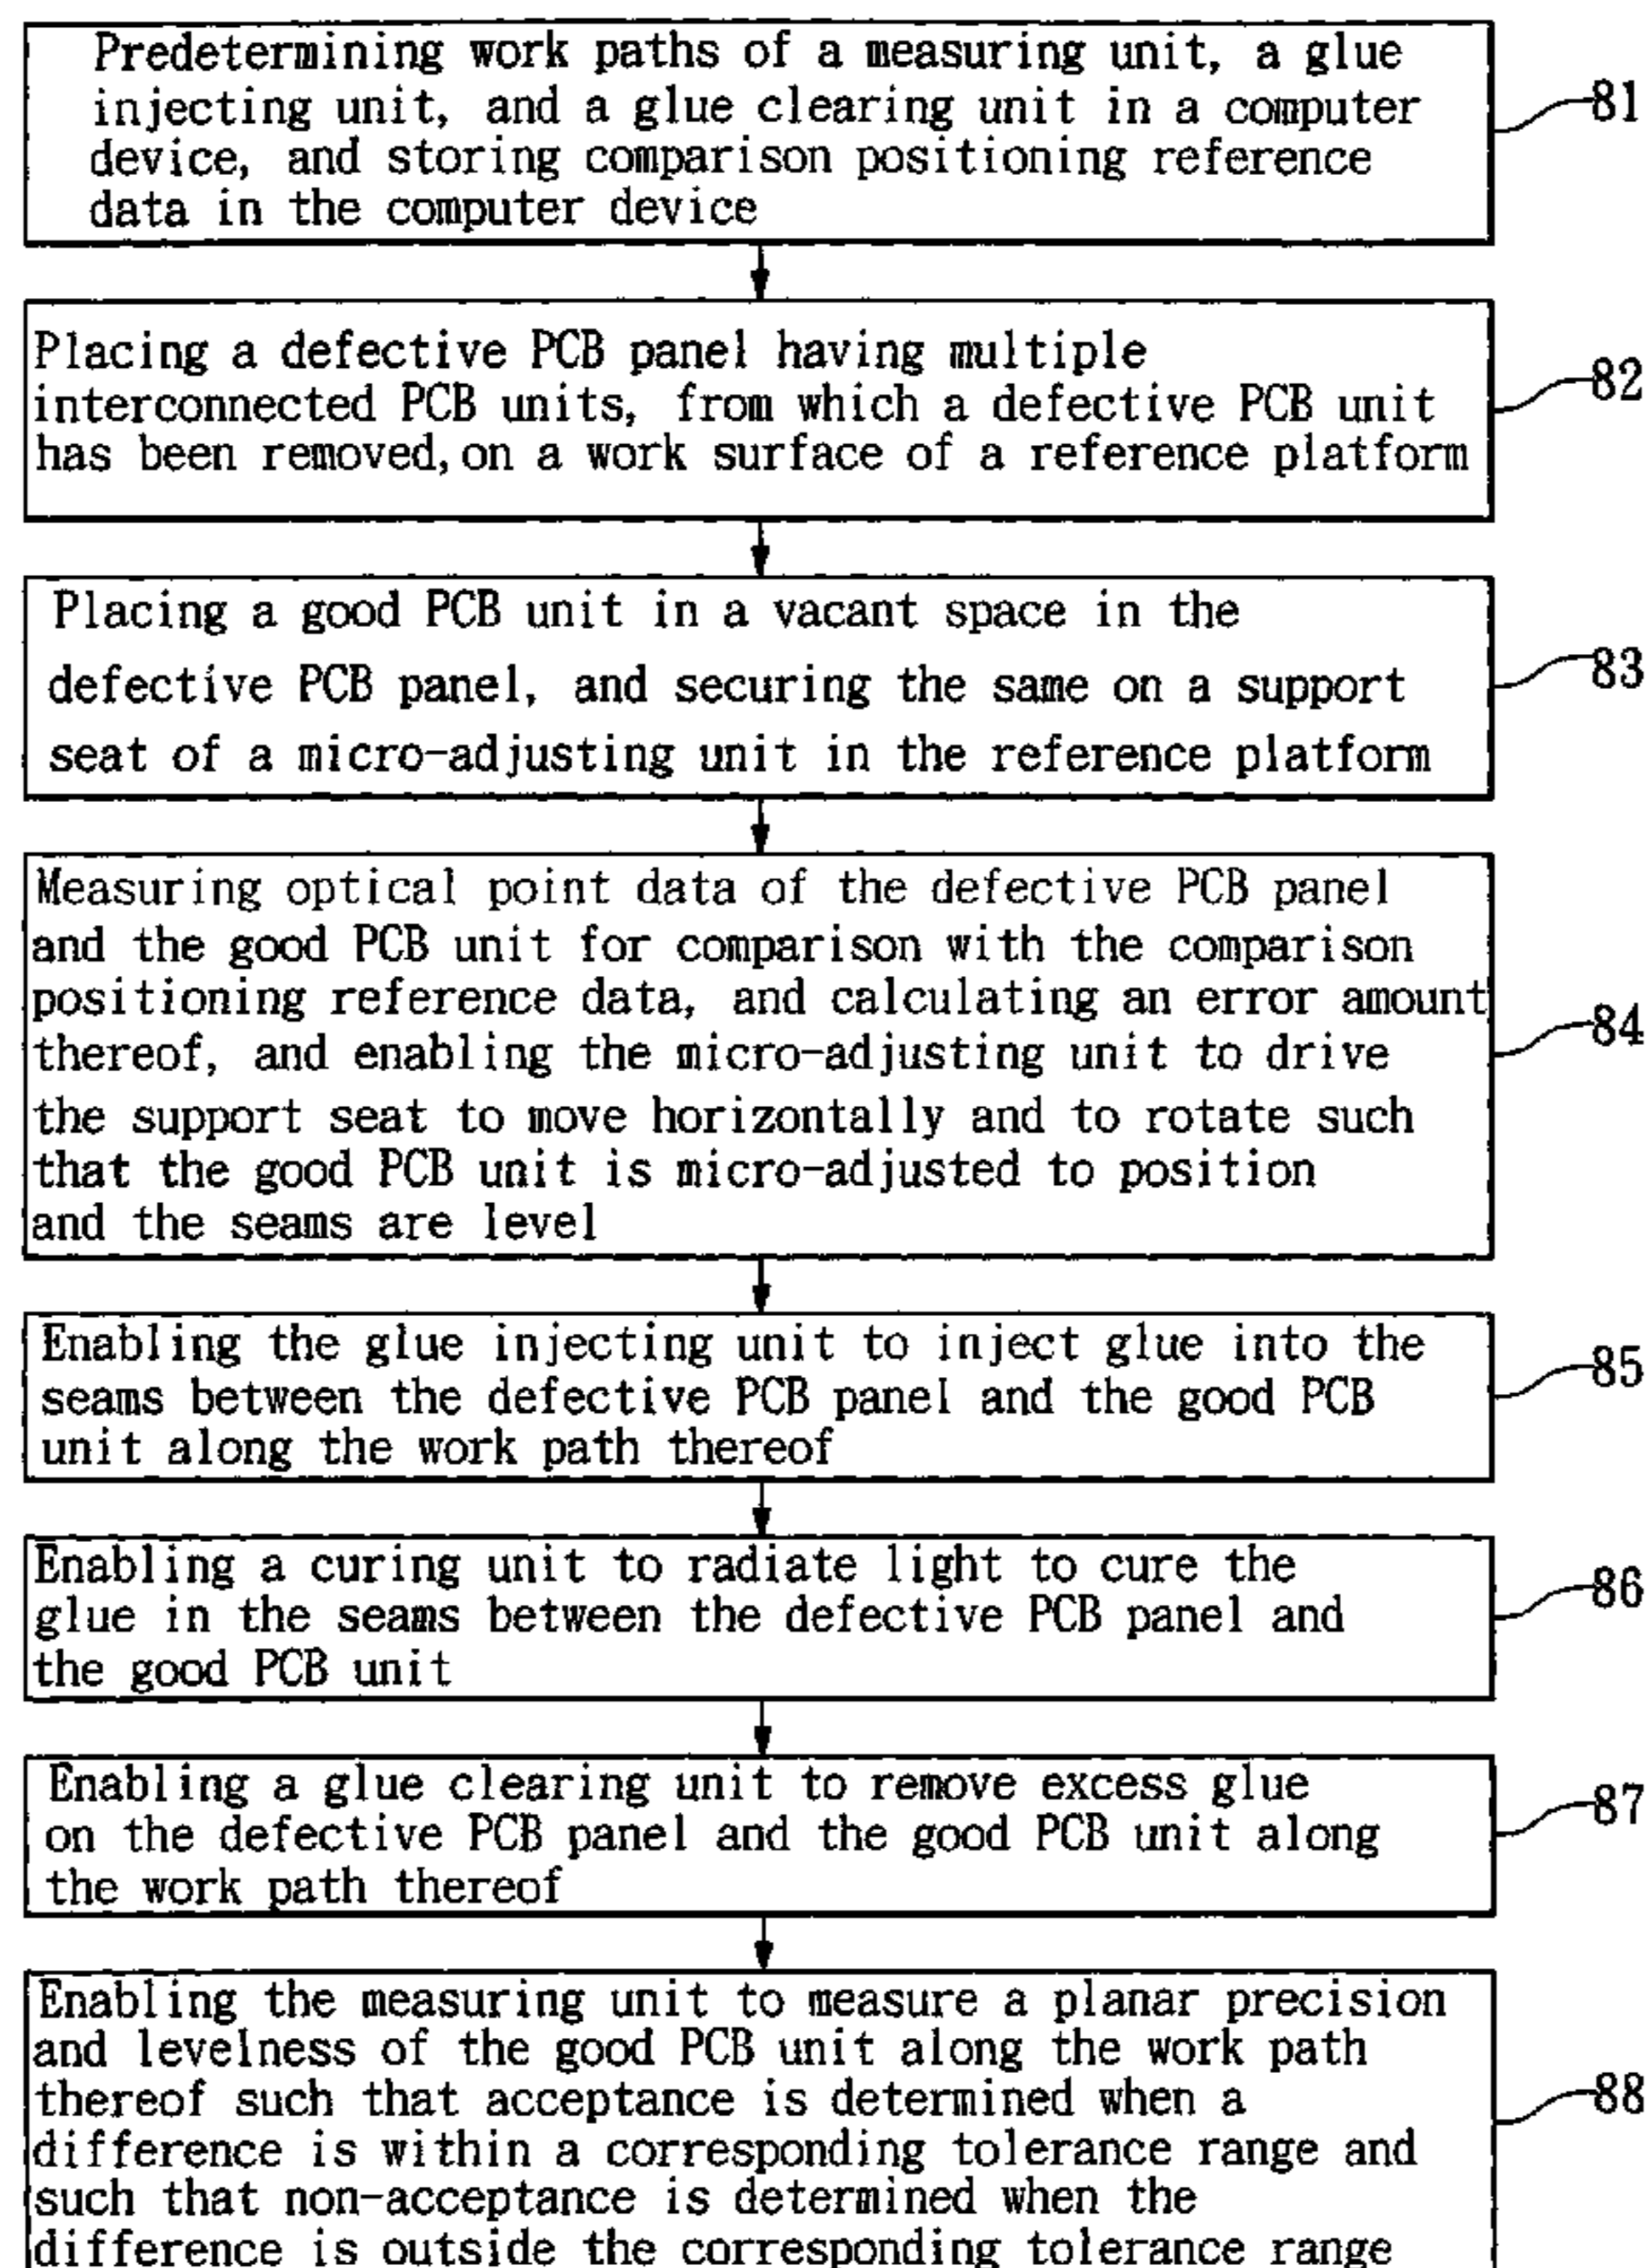 Predetermining work paths of a measuring unit, a glue
injecting unit, and a glue clearing unit in a computer
device, and storing comparison positioning reference
data in the computer device
81
Placing a defective PCB panel having multiple
interconnected PCB units, from which a defective PCB unit
has been removed, on a work surface of a reference platform
82
Placing a good PCB unit in a vacant space in the
defective PCB panel, and securing the same on a support
seat of a micro-adjusting unit in the reference platform
83
Measuring optical point data of the defective PCB panel
and the good PCB unit for comparison with the comparison
positioning reference data, and calculating an error amount
thereof, and enabling the micro-adjusting unit to drive
the support seat to move horizontally and to rotate such
that the good PCB unit is micro-adjusted to position
and the seams are level
84
Enabling the glue injecting unit to inject glue into the
seams between the defective PCB panel and the good PCB
unit along the work path thereof
85
Enabling a curing unit to radiate light to cure the
glue in the seams between the defective PCB panel and
the good PCB unit
86
Enabling a glue clearing unit to remove excess glue
on the defective PCB panel and the good PCB unit along
the work path thereof
87
Enabling the measuring unit to measure a planar precision
and levelness of the good PCB unit along the work path
thereof such that acceptance is determined when a
difference is within a corresponding tolerance range and
such that non-acceptance is determined when the
difference is outside the corresponding tolerance range
88